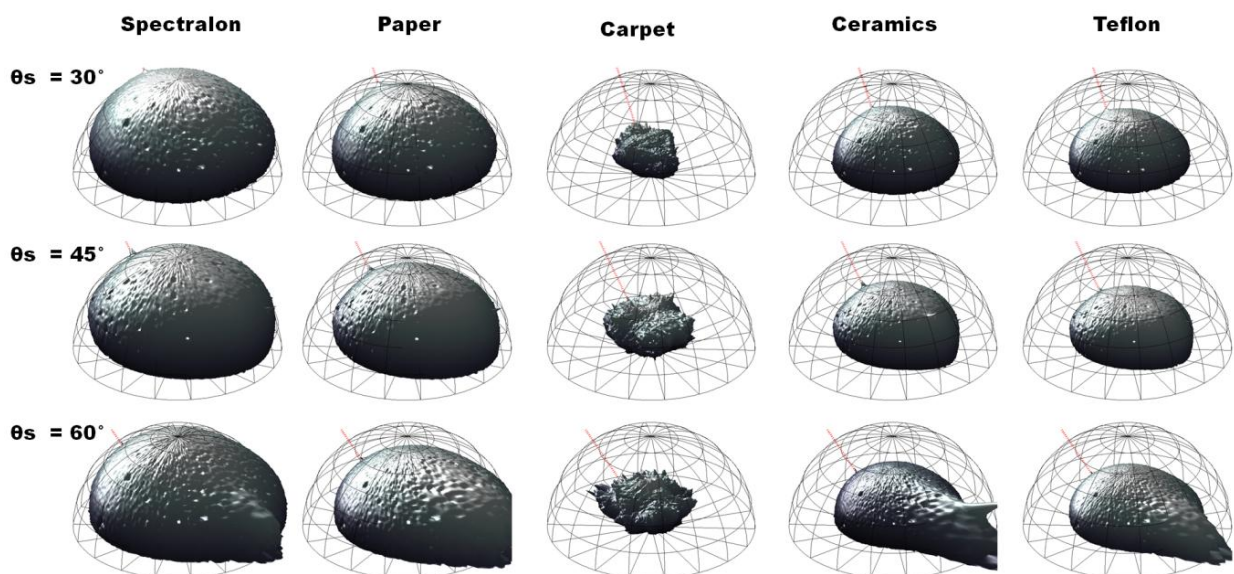 Spectralon Paper Carpet Ceramics Teflon
θs = 30°
θs = 45°
θs = 60°